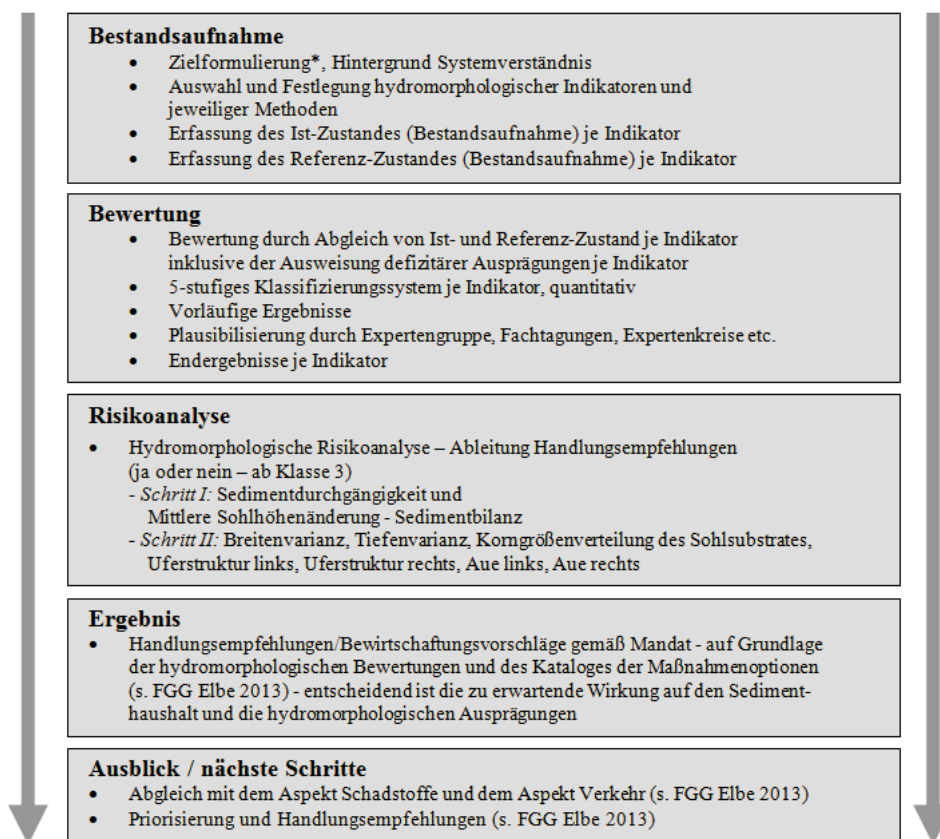 Bestandsaufnahme
• Zielformulierung*, Hintergrund Systemverständnis
• Auswahl und Festlegung hydromorphologischer Indikatoren und
jeweiliger Methoden
• Erfassung des Ist-Zustandes (Bestandsaufnahme) je Indikator
• Erfassung des Referenz-Zustandes (Bestandsaufnahme) je Indikator
Bewertung
• Bewertung durch Abgleich von Ist- und Referenz-Zustand je Indikator
inklusive der Ausweisung defizitärer Ausprägungen je Indikator
• 5-stufiges Klassifizierungssystem je Indikator, quantitativ
• Vorläufige Ergebnisse
• Plausibilisierung durch Expertengruppe, Fachtagungen, Expertenkreise etc.
• Endergebnisse je Indikator
Risikoanalyse
• Hydromorphologische Risikoanalyse – Ableitung Handlungsempfehlungen
(ja oder nein – ab Klasse 3)
- Schritt I: Sedimentdurchgängigkeit und
Mittlere Sohlhöhenänderung - Sedimentbilanz
- Schritt II: Breitenvarianz, Tiefenvarianz, Korngrößenverteilung des Sohlsubstrates,
Uferstruktur links, Uferstruktur rechts, Aue links, Aue rechts
Ergebnis
• Handlungsempfehlungen/Bewirtschaftungsvorschläge gemäß Mandat - auf Grundlage
der hydromorphologischen Bewertungen und des Kataloges der Maßnahmenoptionen
(s. FGG Elbe 2013) - entscheidend ist die zu erwartende Wirkung auf den Sediment-
haushalt und die hydromorphologischen Ausprägungen
Ausblick / nächste Schritte
• Abgleich mit dem Aspekt Schadstoffe und dem Aspekt Verkehr (s. FGG Elbe 2013)
• Priorisierung und Handlungsempfehlungen (s. FGG Elbe 2013)